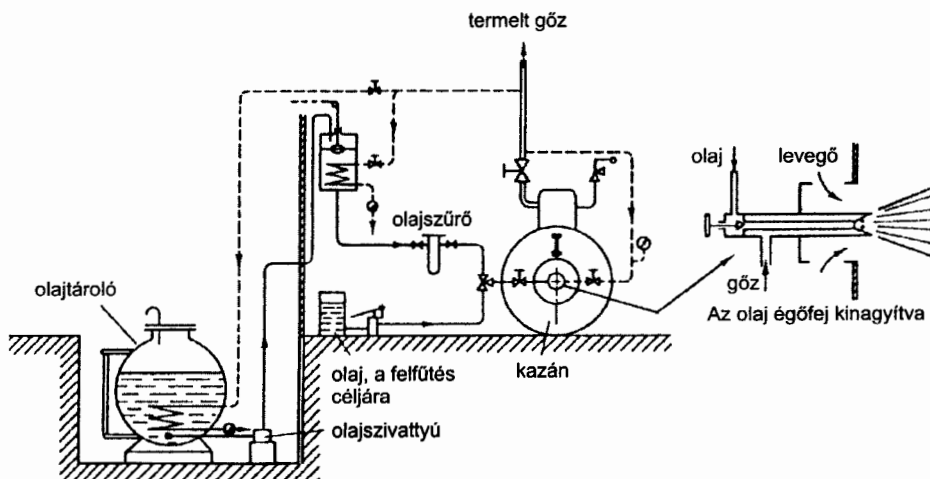 termelt gőz
olaj
levegő
olajszűrő
gőz
olajtároló
Az olaj égőfej kinagyítva
olaj, a felfűtés
céljára
kazán
olajszivattyú